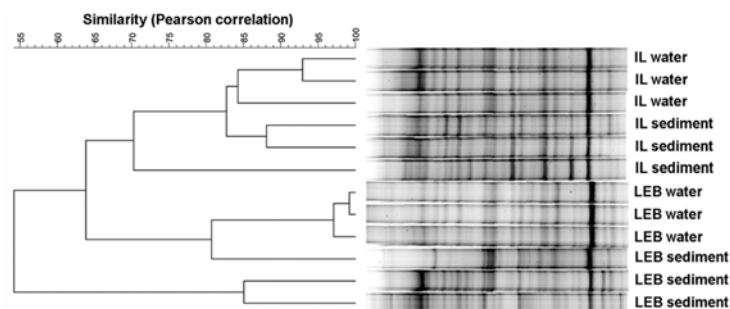 Similarity (Pearson correlation)
55 60 65 70 75 80 85 90 95 100
IL water
IL water
IL water
IL sediment
IL sediment
IL sediment
LEB water
LEB water
LEB water
LEB sediment
LEB sediment
LEB sediment